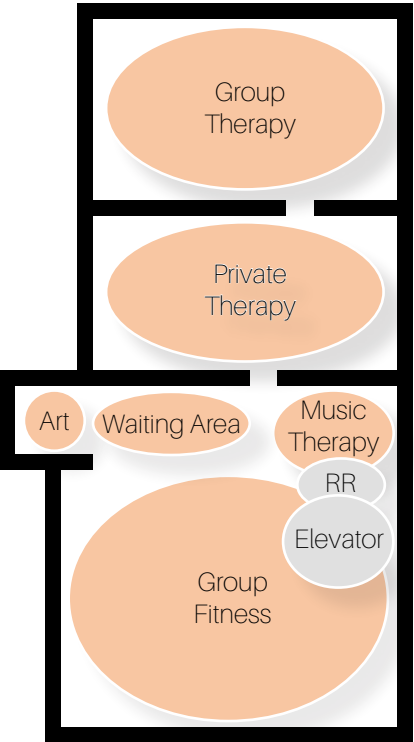 Group
Therapy
Private
Therapy
Art
Waiting Area
Music
Therapy
RR
Elevator
Group
Fitness